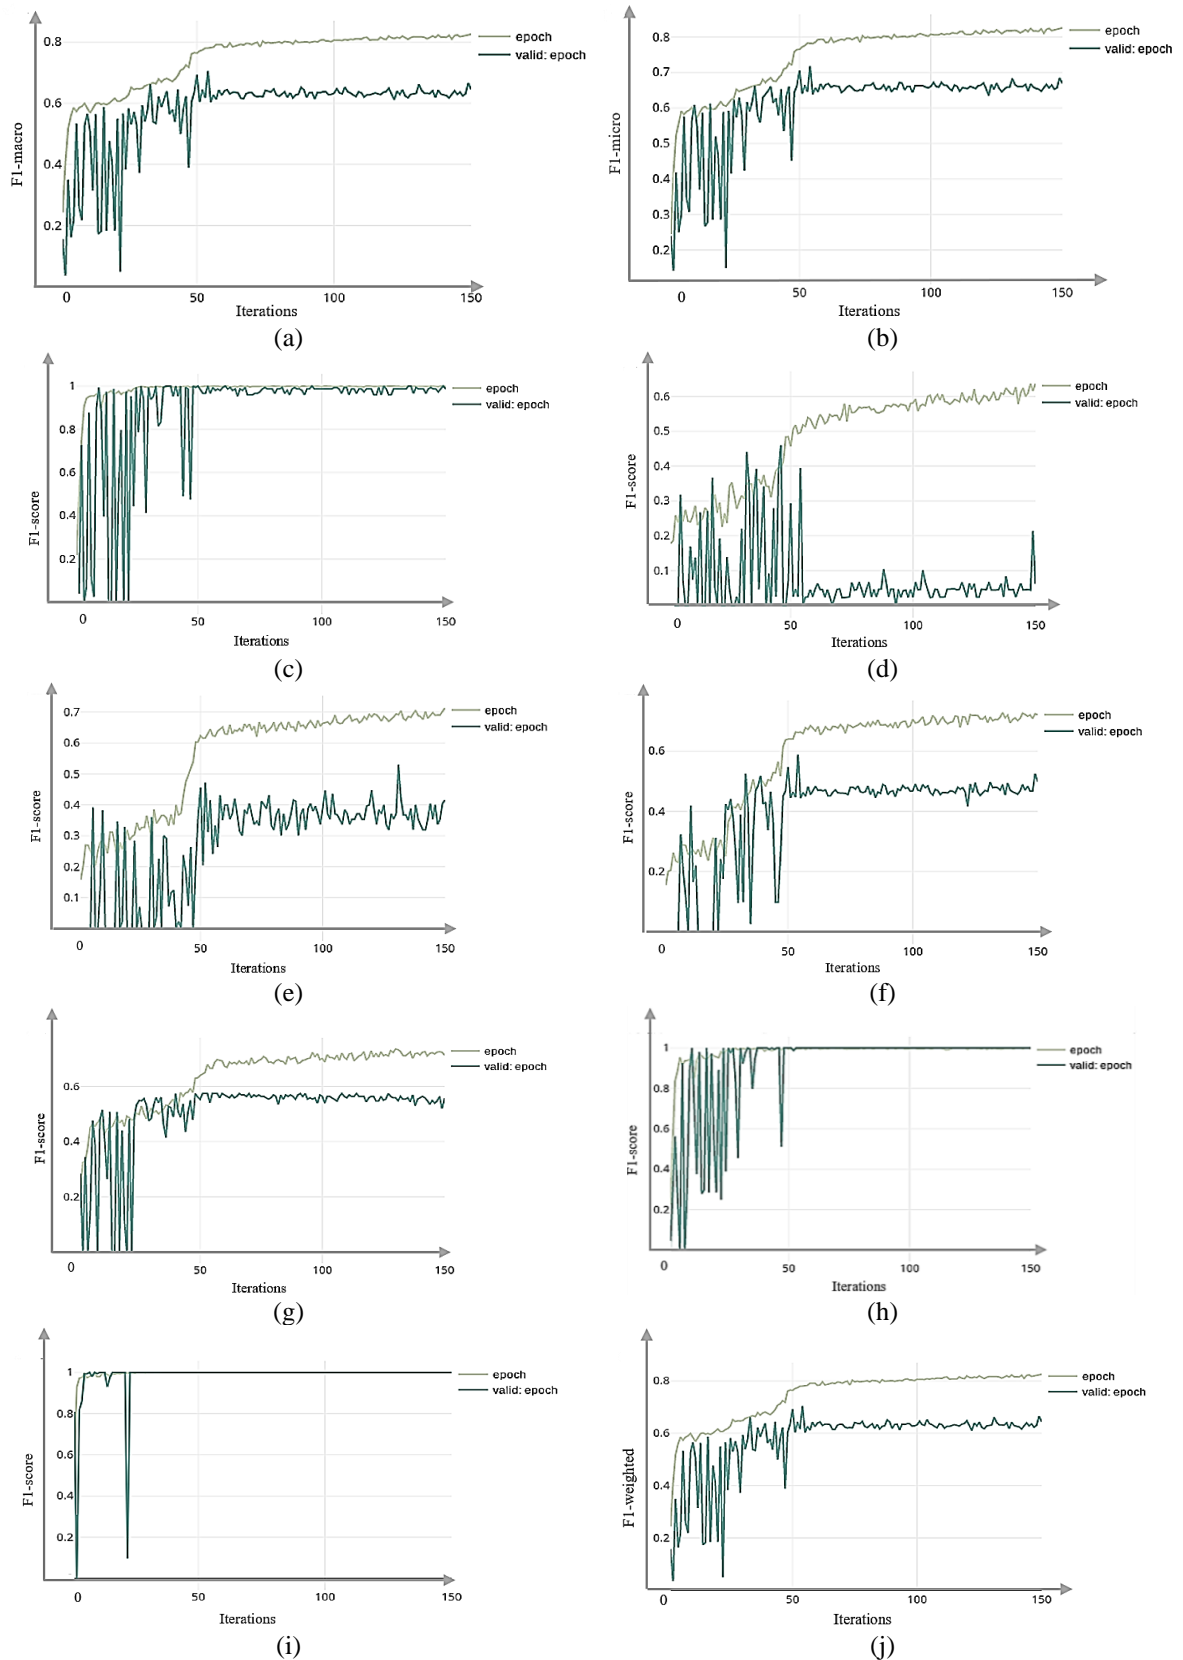 0.8
0.6
0.4
0.2
F1-macro
0
50
100
150
Iterations
epoch
valid: epoch
(a)
0.8
0.7
0.6
0.5
0.4
0.3
0.2
F1-micro
0
50
100
150
Iterations
epoch
valid: epoch
(b)
1
0.8
0.6
0.4
0.2
F1-score
0
50
100
150
Iterations
epoch
valid: epoch
(c)
0.6
0.5
0.4
0.3
0.2
0.1
F1-score
0
50
100
150
Iterations
epoch
valid: epoch
(d)
0.7
0.6
0.5
0.4
0.3
0.2
0.1
F1-score
0
50
100
150
Iterations
epoch
valid: epoch
(e)
0.6
0.4
0.2
F1-score
0
50
100
150
Iterations
epoch
valid: epoch
(f)
0.6
0.4
0.2
F1-score
0
50
100
150
Iterations
epoch
valid: epoch
(g)
1
0.8
0.6
0.4
0.2
F1-score
0
50
100
150
Iterations
epoch
valid: epoch
(h)
1
0.8
0.6
0.4
0.2
F1-score
0
50
100
150
Iterations
epoch
valid: epoch
(i)
0.8
0.6
0.4
0.2
F1-weighted
0
50
100
150
Iterations
epoch
valid: epoch
(j)